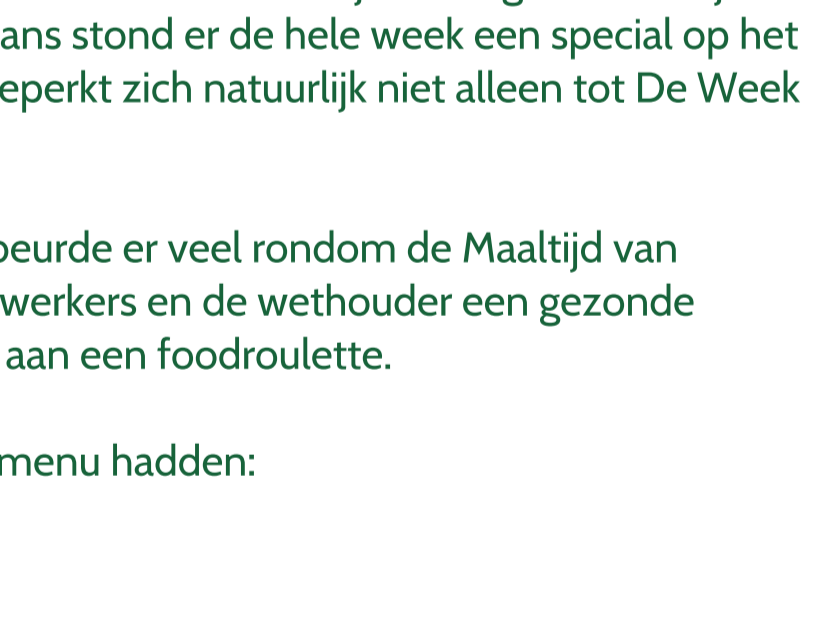 ans stond er de hele week een special op het
eperkt zich natuurlijk niet alleen tot De Week
beurde er veel rondom de Maaltijd van
werkers en de wethouder een gezonde
aan een foodroulette.
menu hadden: